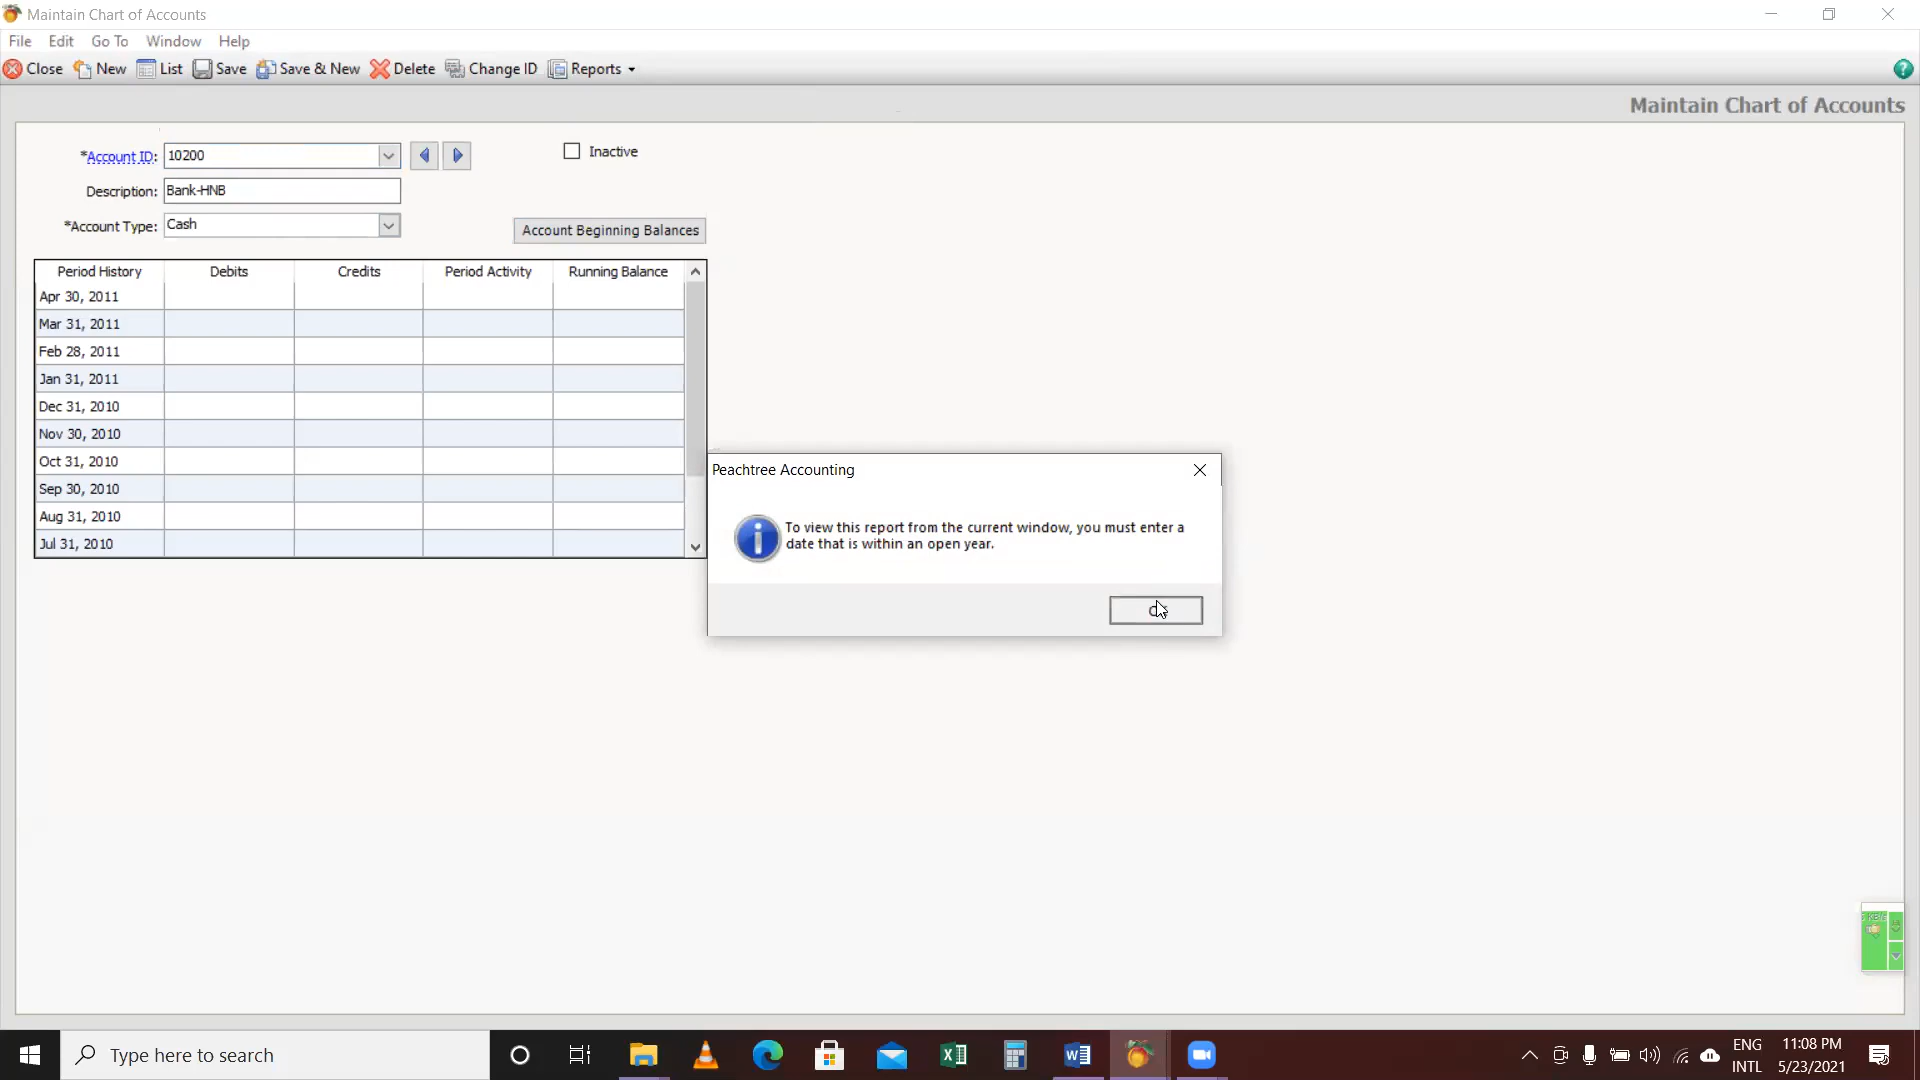 Maintain Chart of Accounts
File Edit Go To Window Help
Close New List Save Save & New Delete Change ID Reports
Maintain Chart of Accounts
*Account ID: 10200 Inactive
Description: Bank-HNB
*Account Type: Cash Account Beginning Balances
Period History Debits Credits Period Activity Running Balance
Apr 30, 2011
Mar 31, 2011
Feb 28, 2011
Jan 31, 2011
Dec 31, 2010
Nov 30, 2010
Oct 31, 2010
Sep 30, 2010
Aug 31, 2010
Jul 31, 2010
Peachtree Accounting
To view this report from the current window, you must enter a
date that is within an open year.
Type here to search
ENG 11:08 PM
INTL 5/23/2021